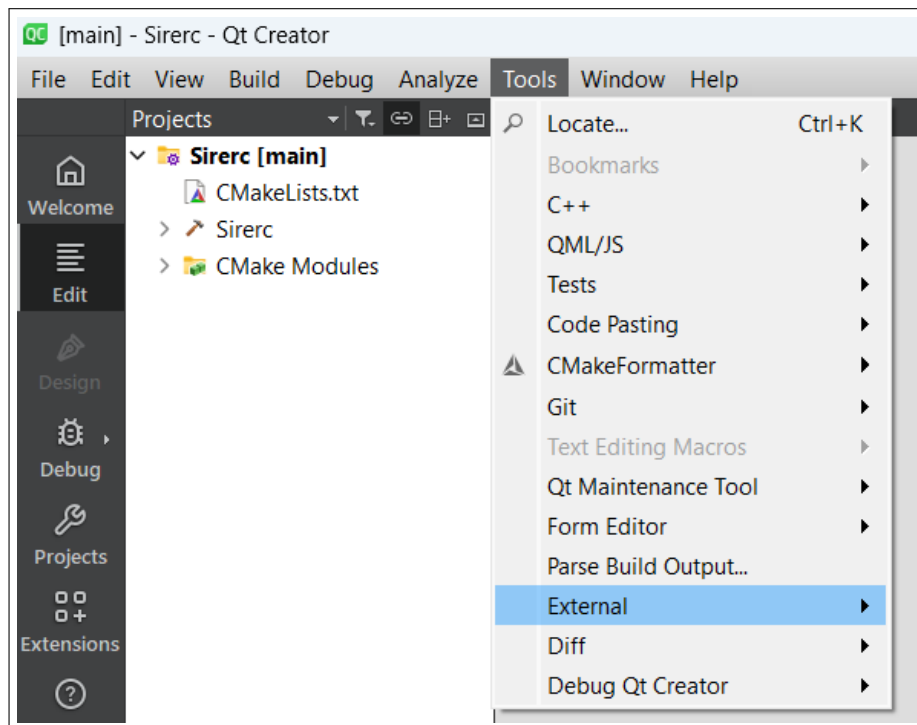 QC [main] - Sirerc - Qt Creator
File Edit View Build Debug Analyze Tools Window Help
Projects
Sirerc [main]
CMakeLists.txt
Sirerc
CMake Modules
Welcome
Edit
Design
Debug
Projects
Extensions
?
Locate... Ctrl+K
Bookmarks
C++
QML/JS
Tests
Code Pasting
CMakeFormatter
Git
Text Editing Macros
Qt Maintenance Tool
Form Editor
Parse Build Output...
External
Diff
Debug Qt Creator